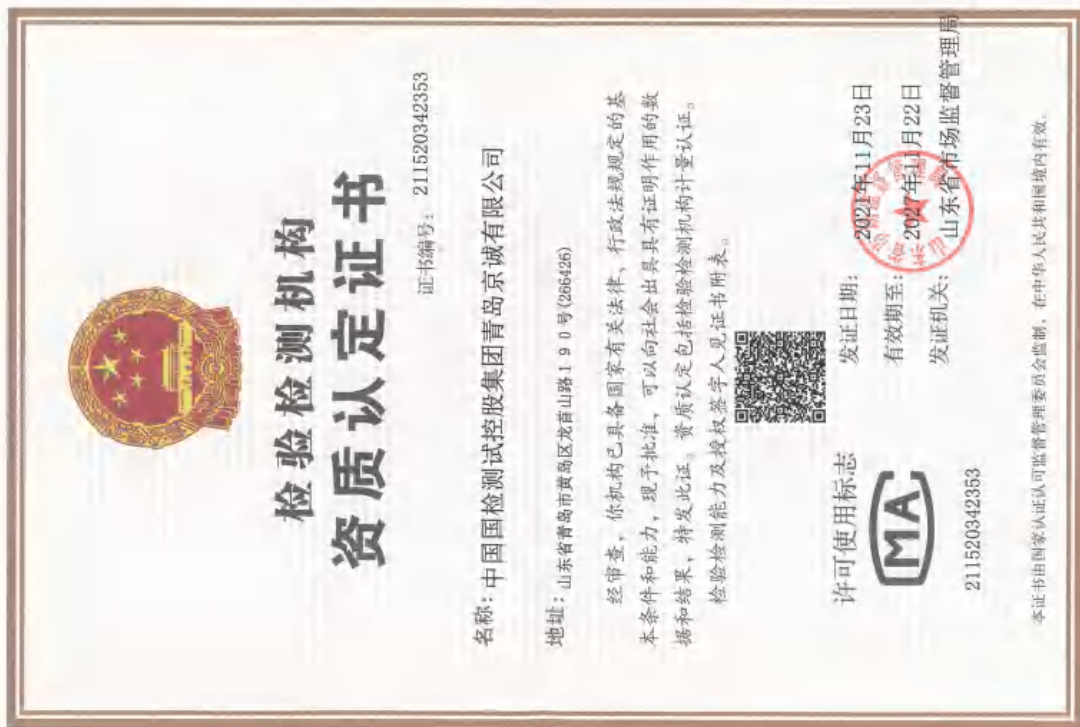 检验检测机构
资质认定证书
证书编号：211520342353
名称：中国国检测试控股集团青岛京诚有限公司
地址：山东省青岛市黄岛区龙首山路190号(266426)
经审查，你机构已具备国家有关法律、行政法规规定的基
本条件和能力，现予批准，可以向社会出具具有证明作用的数
据和结果，特发此证。资质认定包括检验检测机构计量认证。
检验检测能力及授权签字人见证书附表。
许可使用标志
MA
211520342353
发证日期：2021年11月23日
有效期至：2027年11月22日
发证机关：山东省市场监督管理局
本证书由国家认证认可监督管理委员会监制，在中华人民共和国境内有效。